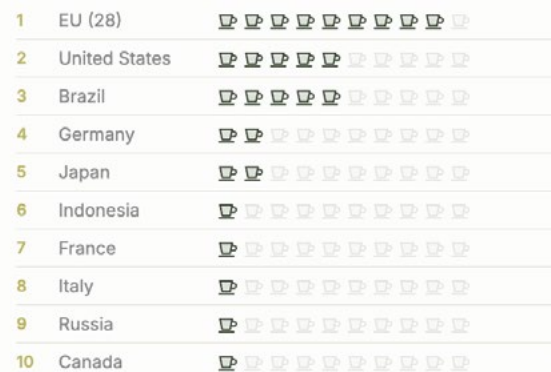 1 EU (28)
2 United States
3 Brazil
4 Germany
5 Japan
6 Indonesia
7 France
8 Italy
9 Russia
10 Canada